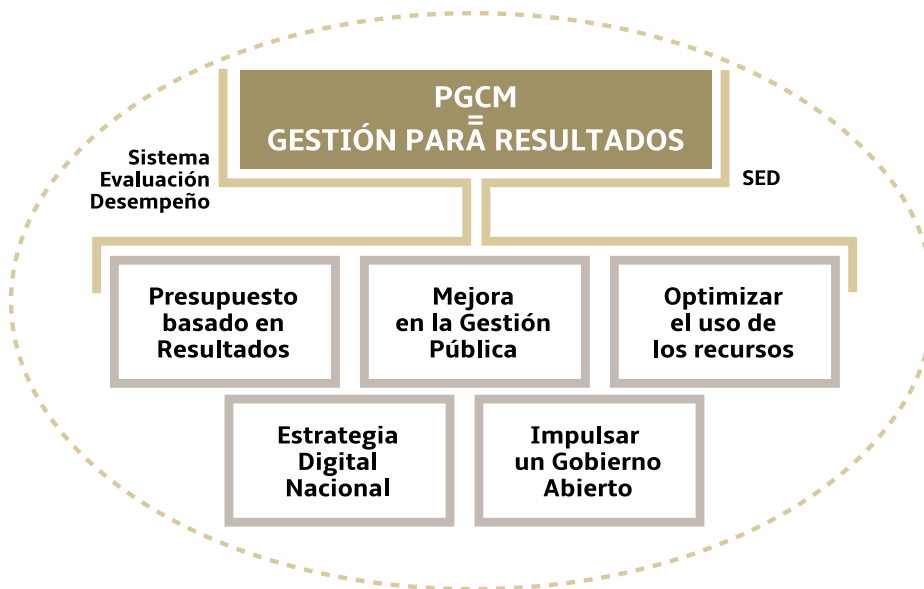 PGCM
=
GESTIÓN PARA RESULTADOS
Sistema
Evaluación
Desempeño
SED
Presupuesto
basado en
Resultados
Mejora
en la Gestión
Pública
Optimizar
el uso de
los recursos
Estrategia
Digital
Nacional
Impulsar
un Gobierno
Abierto